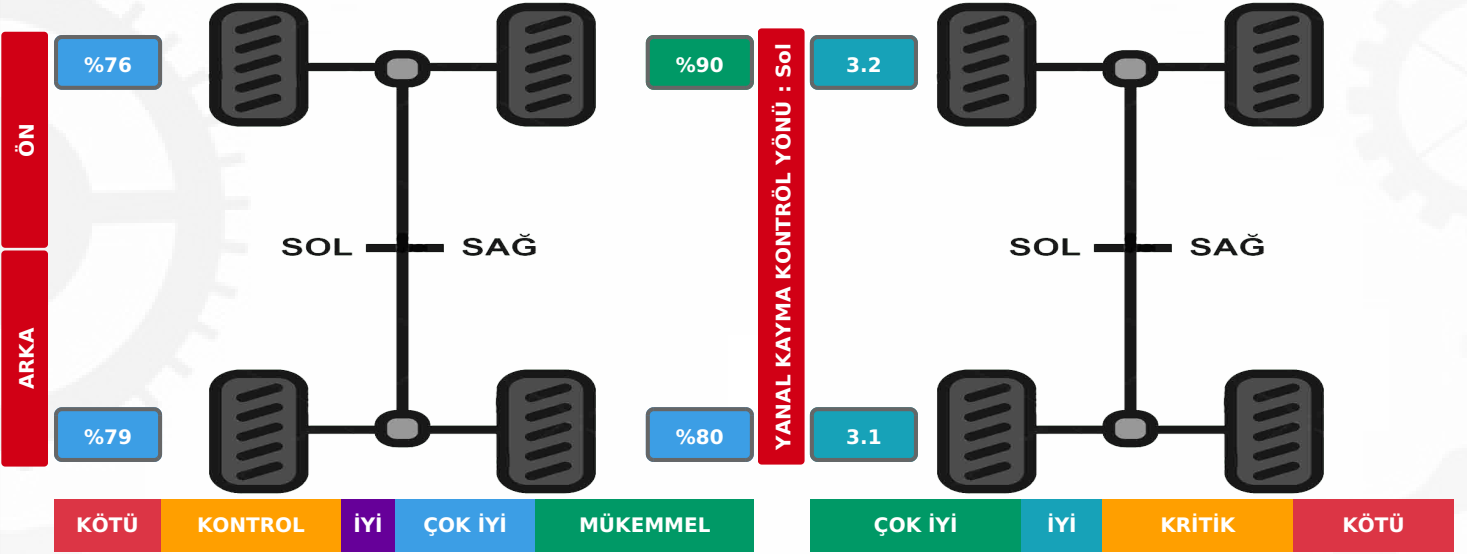 ÖN
%76
%90
SOL
SAĞ
ARKA
%79
%80
KÖTÜ
KONTROL
İYİ
ÇOK İYİ
MÜKEMMEL
YANAL KAYMA KONTRÖL YÖNÜ : Sol
3.2
SOL
SAĞ
3.1
ÇOK İYİ
İYİ
KRİTİK
KÖTÜ